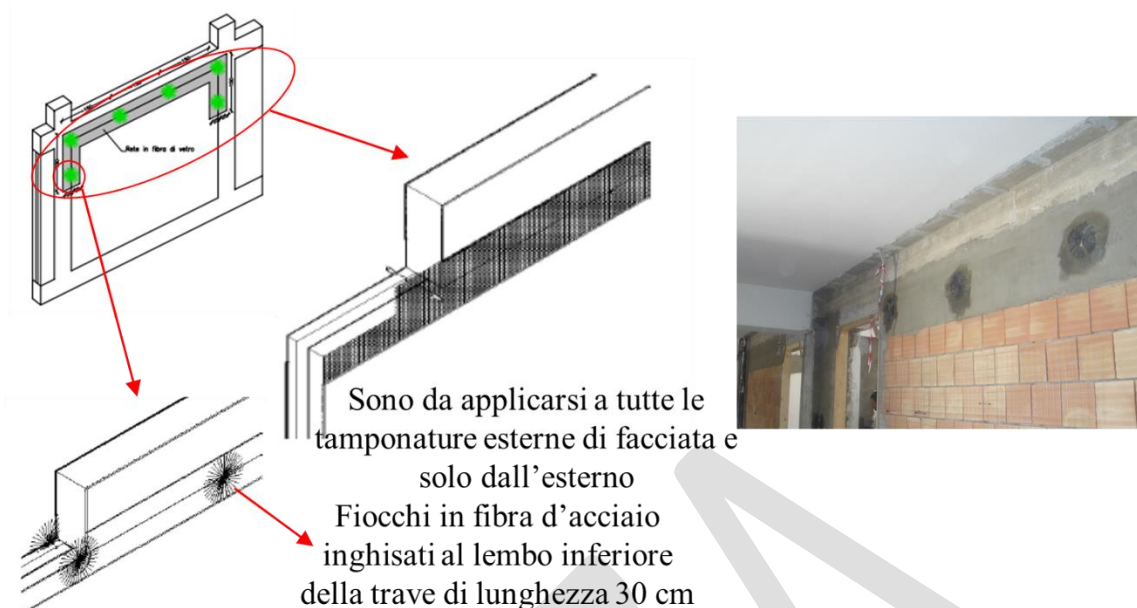 Rete in fibra di vetro
Sono da applicarsi a tutte le
tamponature esterne di facciata e
solo dall’esterno
Fiocchi in fibra d’acciaio
inghisati al lembo inferiore
della trave di lunghezza 30 cm